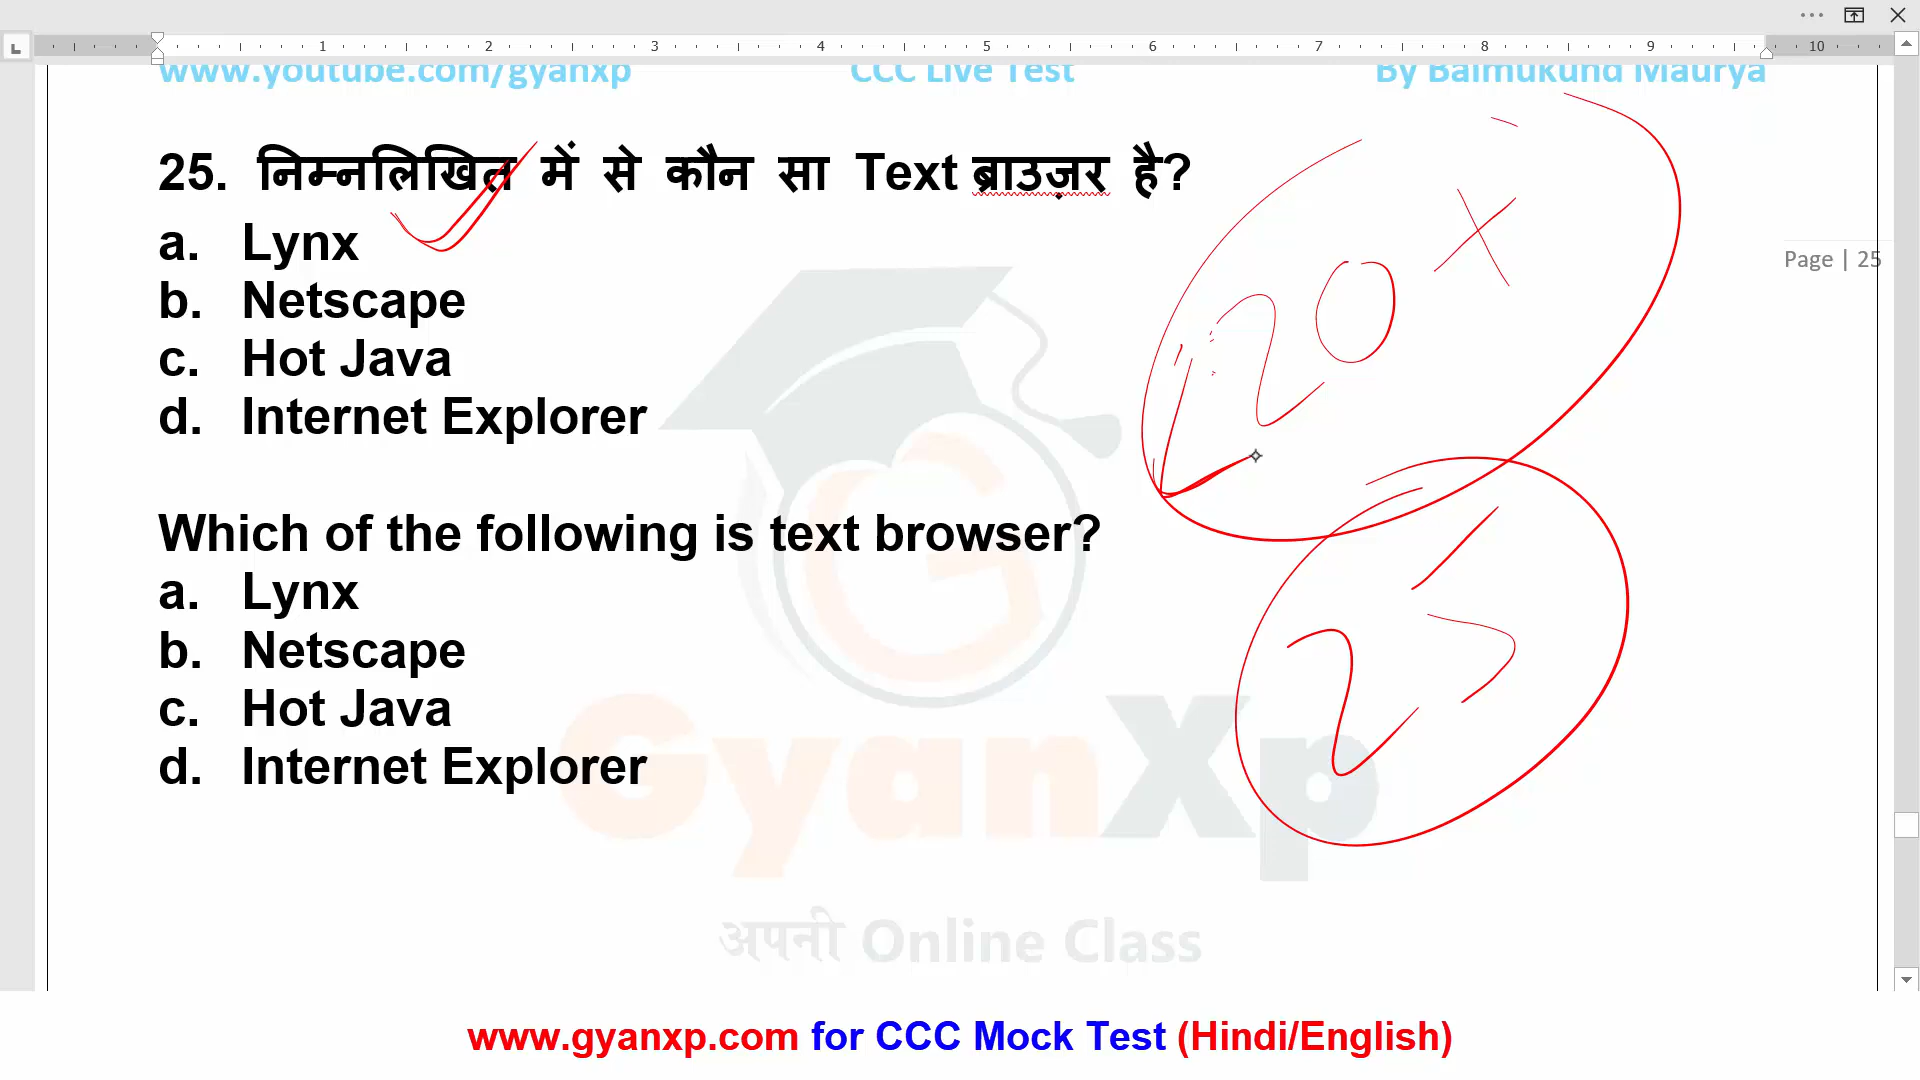 1 2 3 4 5 6 7 8 9 10
www.youtube.com/gyanxp CCC Live Test By Balmukund Maurya
25. निम्नलिखित में से कौन सा Text ब्राउज़र है?
a. Lynx
b. Netscape
c. Hot Java
d. Internet Explorer
Page | 25
20+
Which of the following is text browser?
a. Lynx
b. Netscape
c. Hot Java
d. Internet Explorer
25
GyanXp
अपनी Online Class
www.gyanxp.com for CCC Mock Test (Hindi/English)